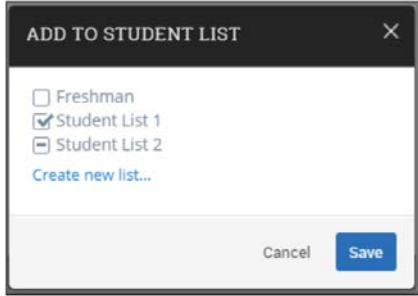 ADD TO STUDENT LIST
Freshman
Student List 1
Student List 2
Create new list...
Cancel Save